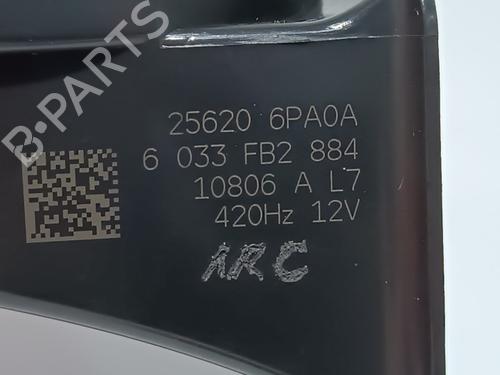 B-PARTS
25620 6PA0A
6 033 FB2 884
10806 A L7
420Hz 12V
ARC